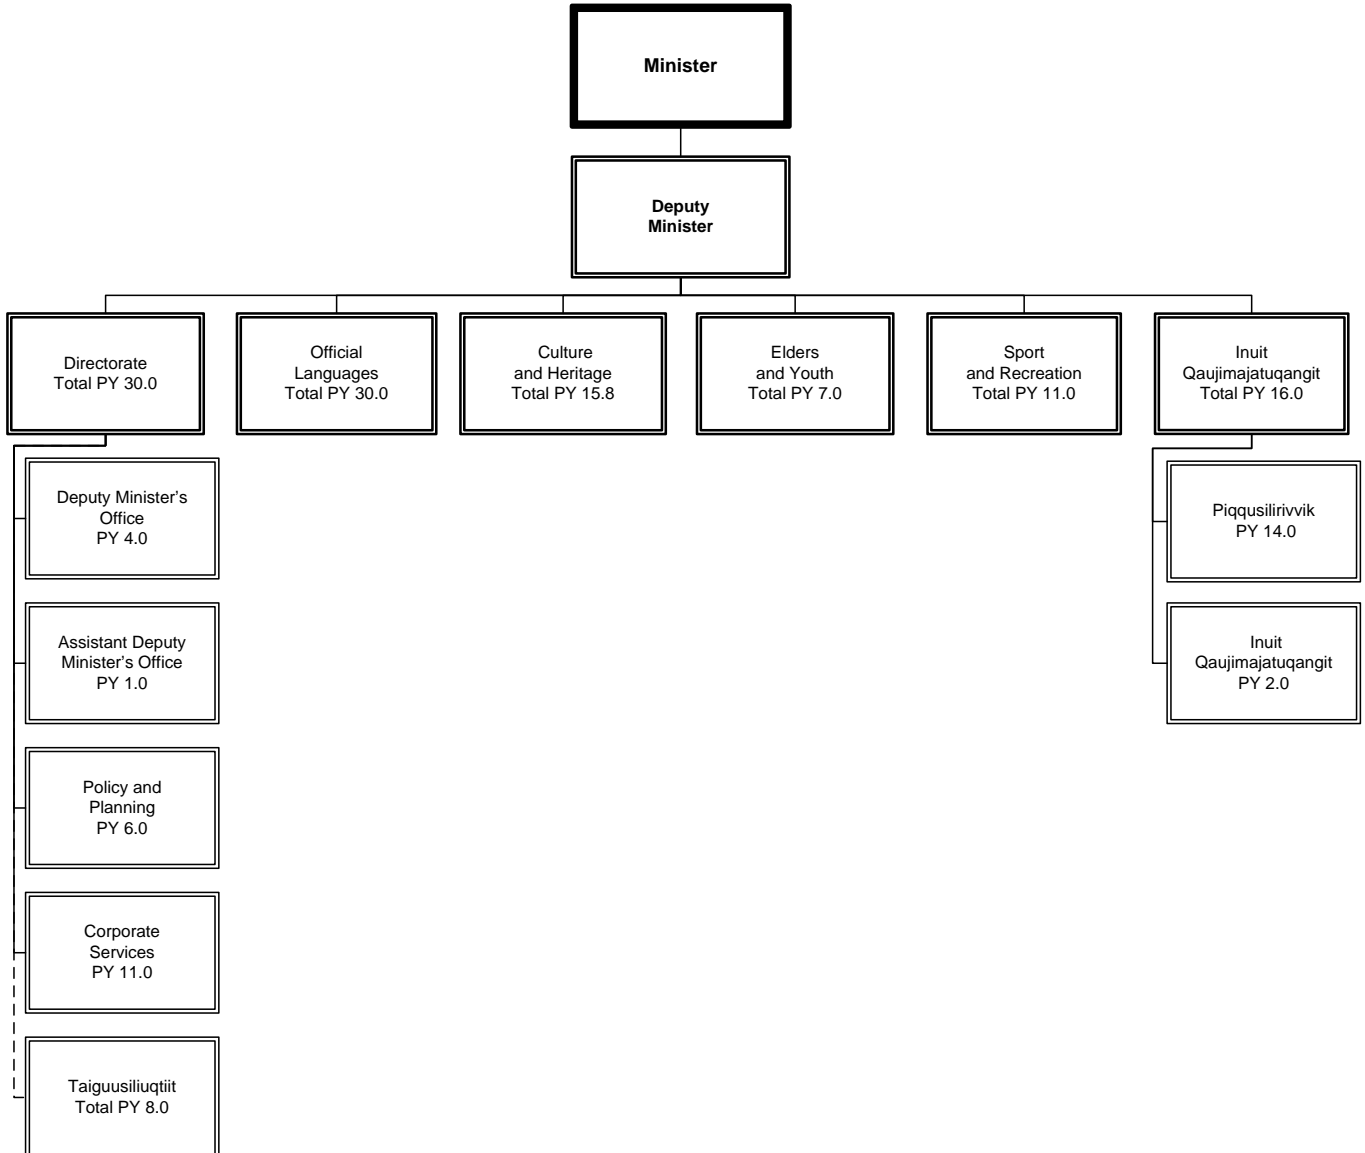 Minister
Deputy
Minister
Directorate
Total PY 30.0
Official
Languages
Total PY 30.0
Culture
and Heritage
Total PY 15.8
Elders
and Youth
Total PY 7.0
Sport
and Recreation
Total PY 11.0
Inuit
Qaujimajatuqangit
Total PY 16.0
Deputy Minister’s
Office
PY 4.0
Assistant Deputy
Minister’s Office
PY 1.0
Policy and
Planning
PY 6.0
Corporate
Services
PY 11.0
Taiguusiliuqtiit
Total PY 8.0
Piqqusilirivvik
PY 14.0
Inuit
Qaujimajatuqangit
PY 2.0